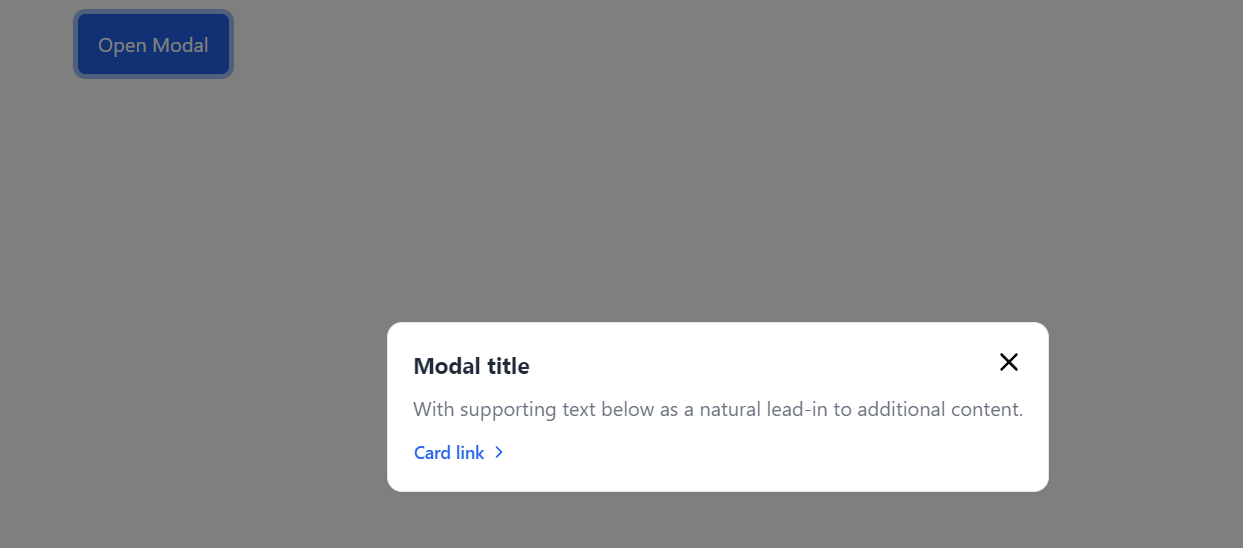 Open Modal
Modal title
With supporting text below as a natural lead-in to additional content.
Card link